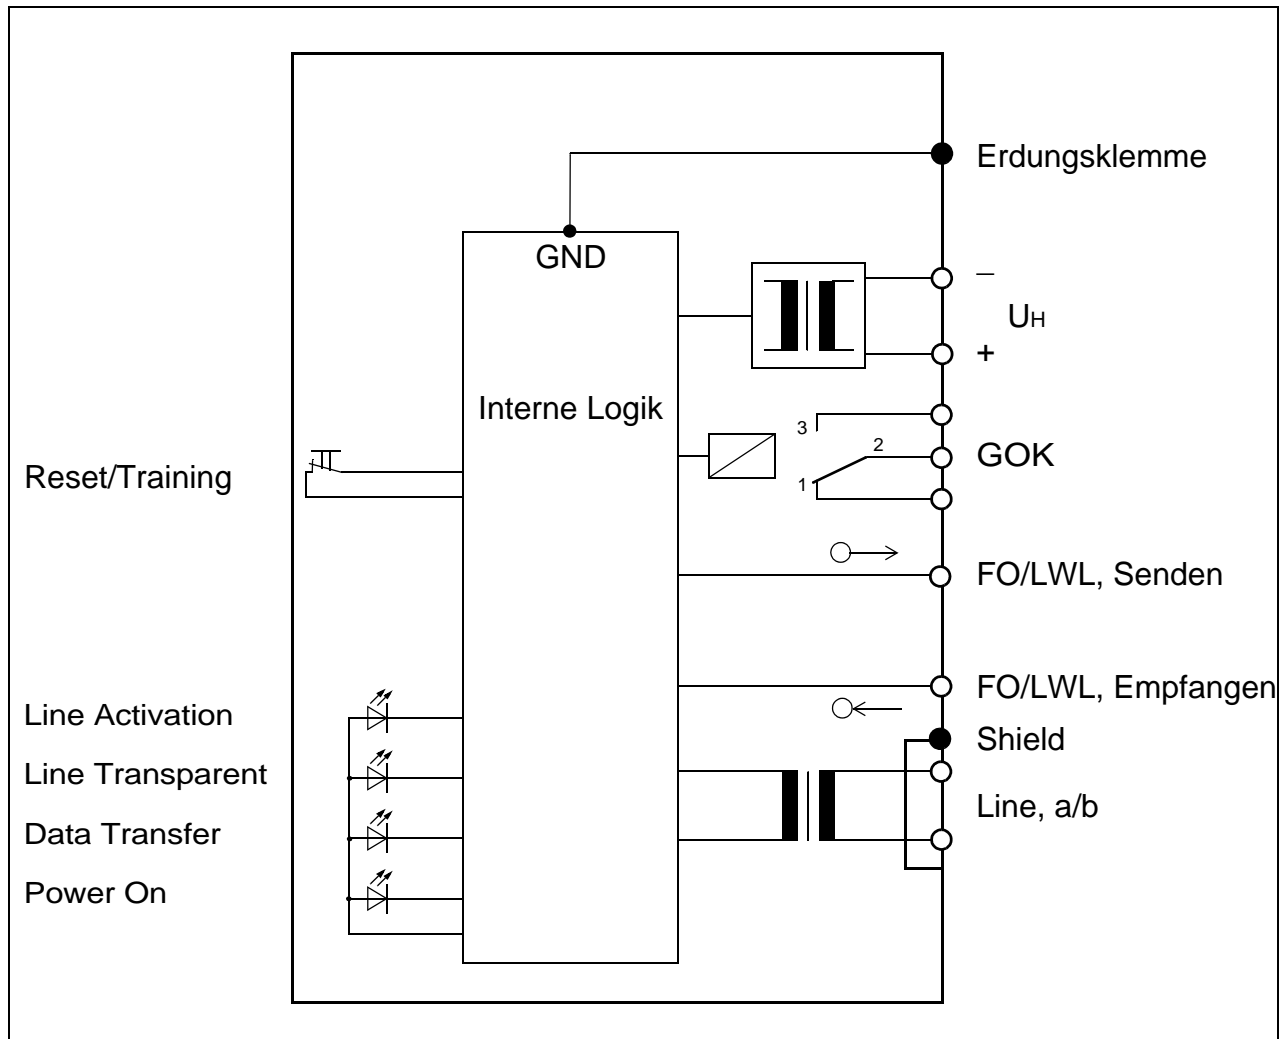 Erdungsklemme
GND
–
UH
+
Interne Logik
3
2
1
GOK
Reset/Training
FO/LWL, Senden
FO/LWL, Empfangen
Shield
Line, a/b
Line Activation
Line Transparent
Data Transfer
Power On